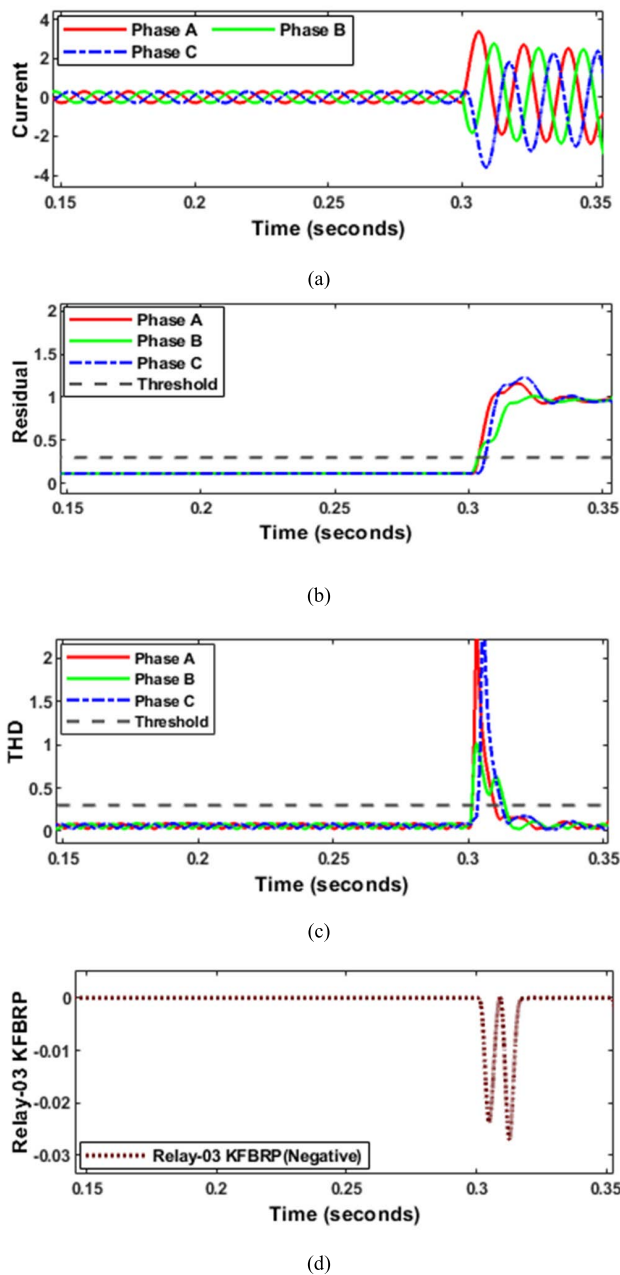 Phase A Phase B
Phase C
4
2
0
-2
-4
Current
0.15 0.2 0.25 0.3 0.35
Time (seconds)
(a)
2
1.5
1
0.5
0
Residual
Phase A
Phase B
Phase C
Threshold
0.15 0.2 0.25 0.3 0.35
Time (seconds)
(b)
2
1.5
1
0.5
0
THD
Phase A
Phase B
Phase C
Threshold
0.15 0.2 0.25 0.3 0.35
Time (seconds)
(c)
0
-0.01
-0.02
-0.03
Relay-03 KFBRP
Relay-03 KFBRP(Negative)
0.15 0.2 0.25 0.3 0.35
Time (seconds)
(d)